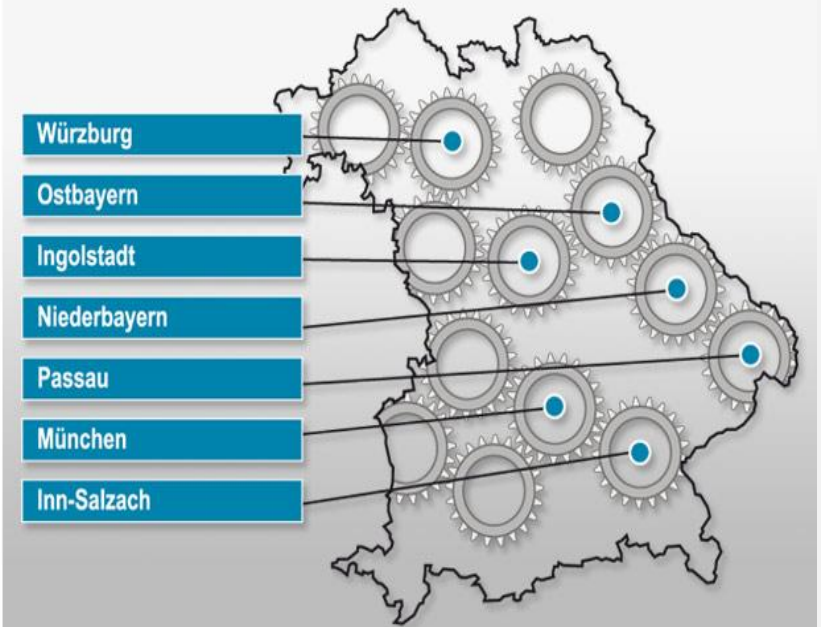 Würzburg
Ostbayern
Ingolstadt
Niederbayern
Passau
München
Inn-Salzach